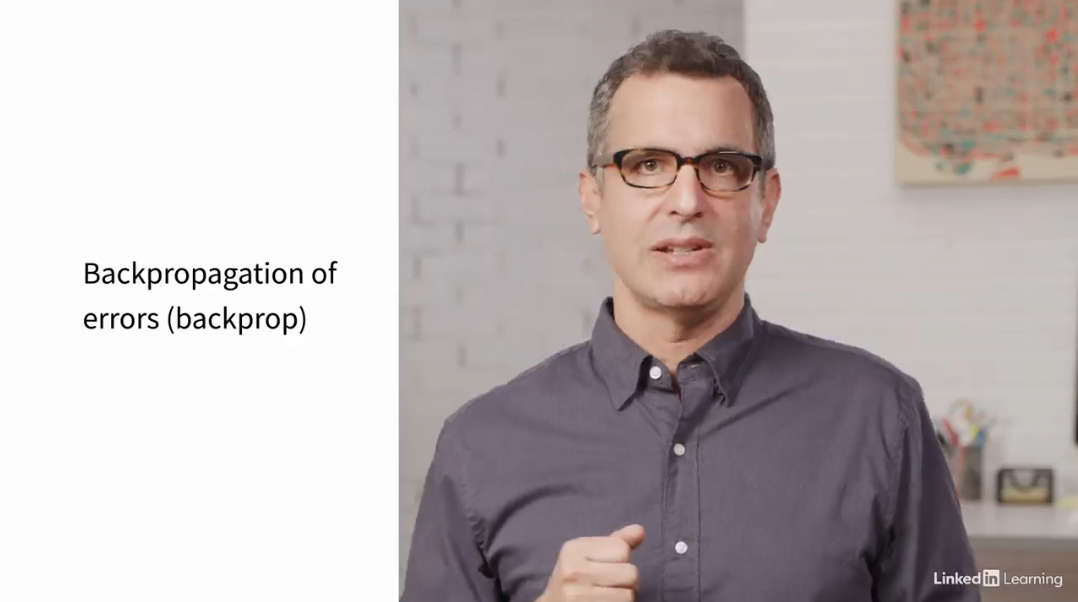 Backpropagation of
errors (backprop)
Linked in Learning